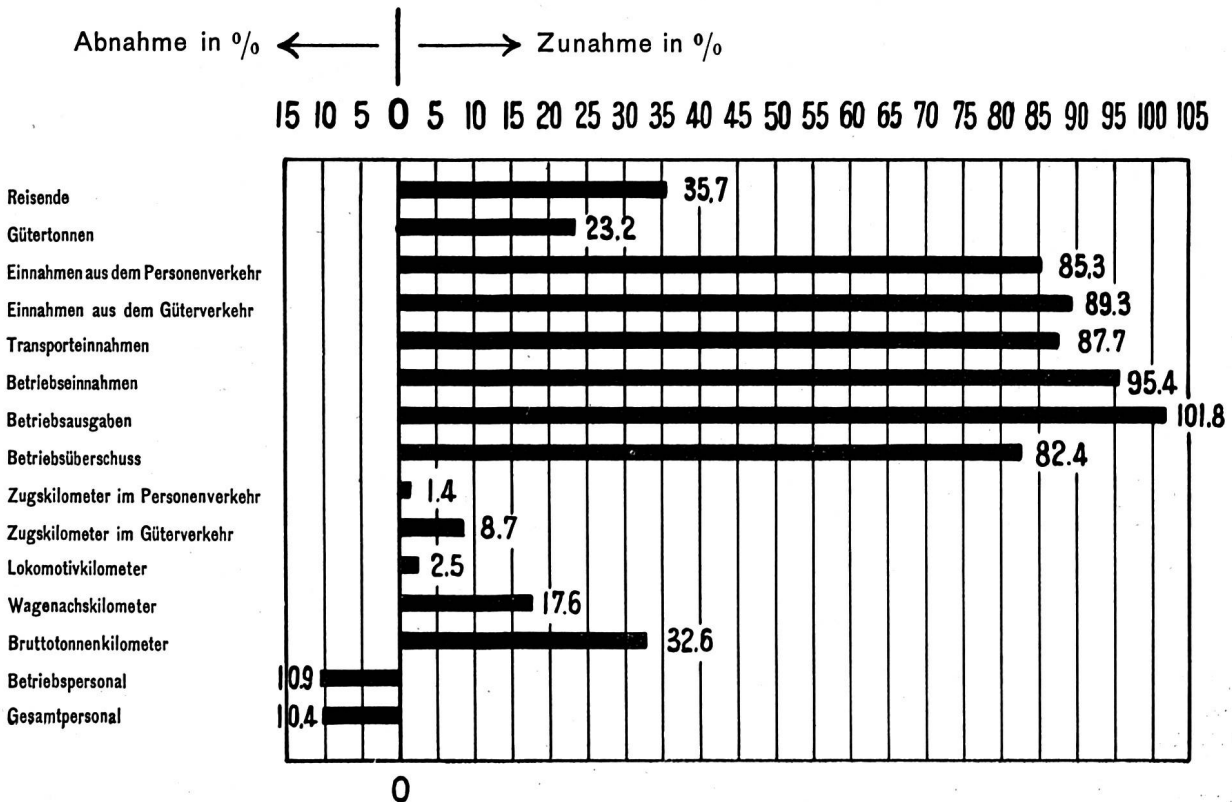 Abnahme in % 0 Zunahme in %
15 10 5 0 5 10 15 20 25 30 35 40 45 50 55 60 65 70 75 80 85 90 95 100 105
Reisende 35,7
Gütertonnen 23.2
Einnahmen aus dem Personenverkehr 85.3
Einnahmen aus dem Güterverkehr 89.3
Transporteinnahmen 87.7
Betriebseinnahmen 95.4
Betriebsausgaben 101.8
Betriebsüberschuss 82.4
Zugskilometer im Personenverkehr 1.4
Zugskilometer im Güterverkehr 8.7
Lokomotivkilometer 2.5
Wagenachskilometer 17.6
Bruttotonnenkilometer 32.6
Betriebspersonal 10.9
Gesamtpersonal 10,4
0